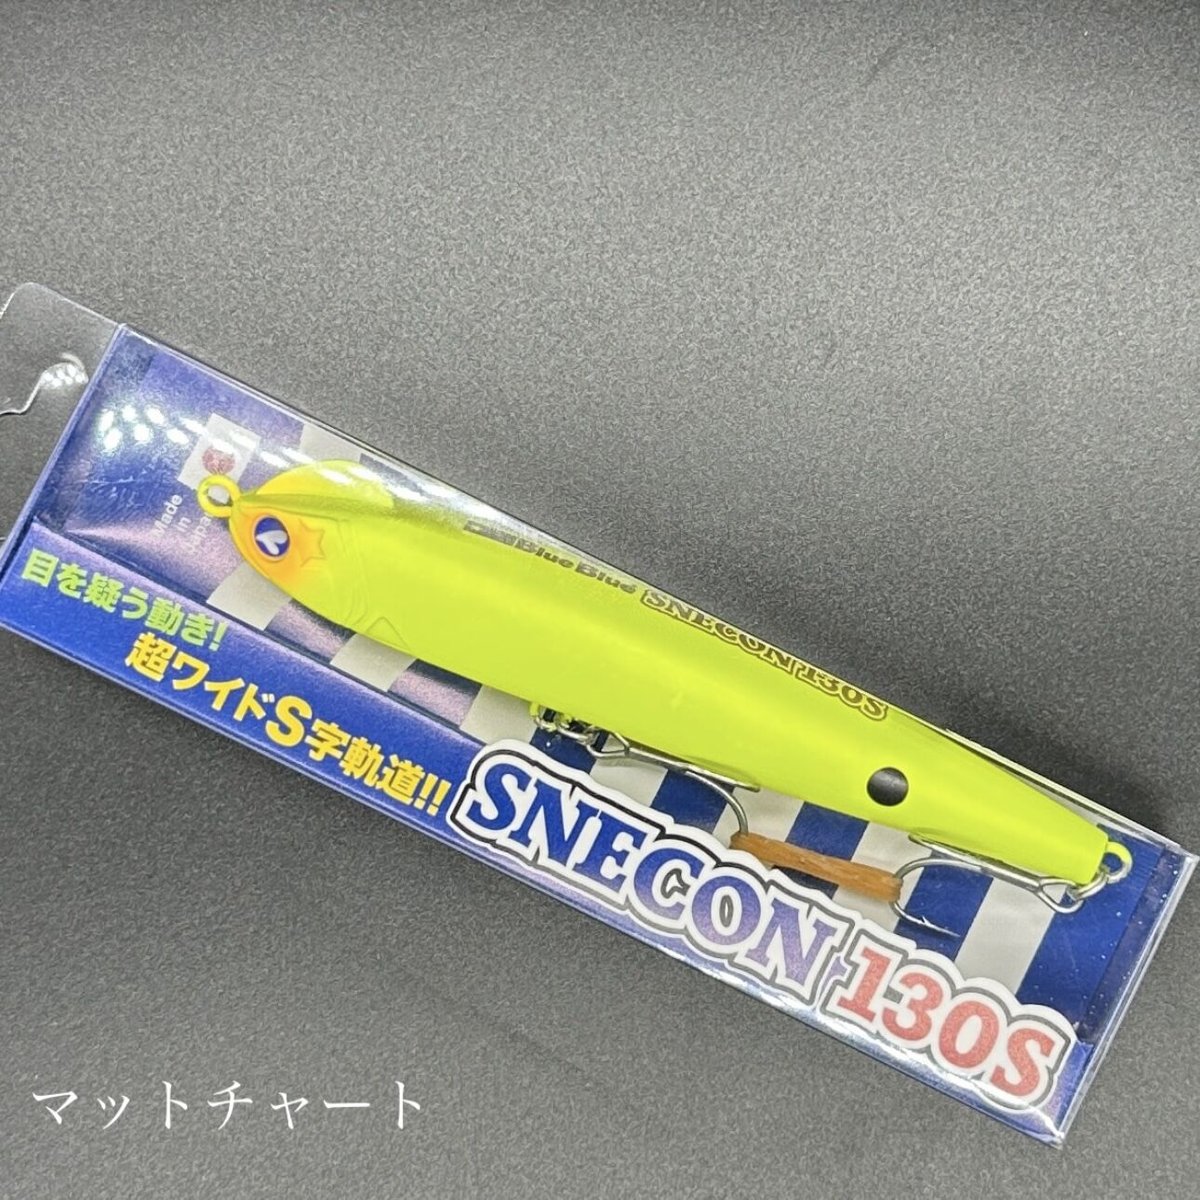 Made
in
Japan
目を疑う動き!
超ワイドS字軌道!!
BlueBlue SNECON 130S
SNECON 130S
マットチャート